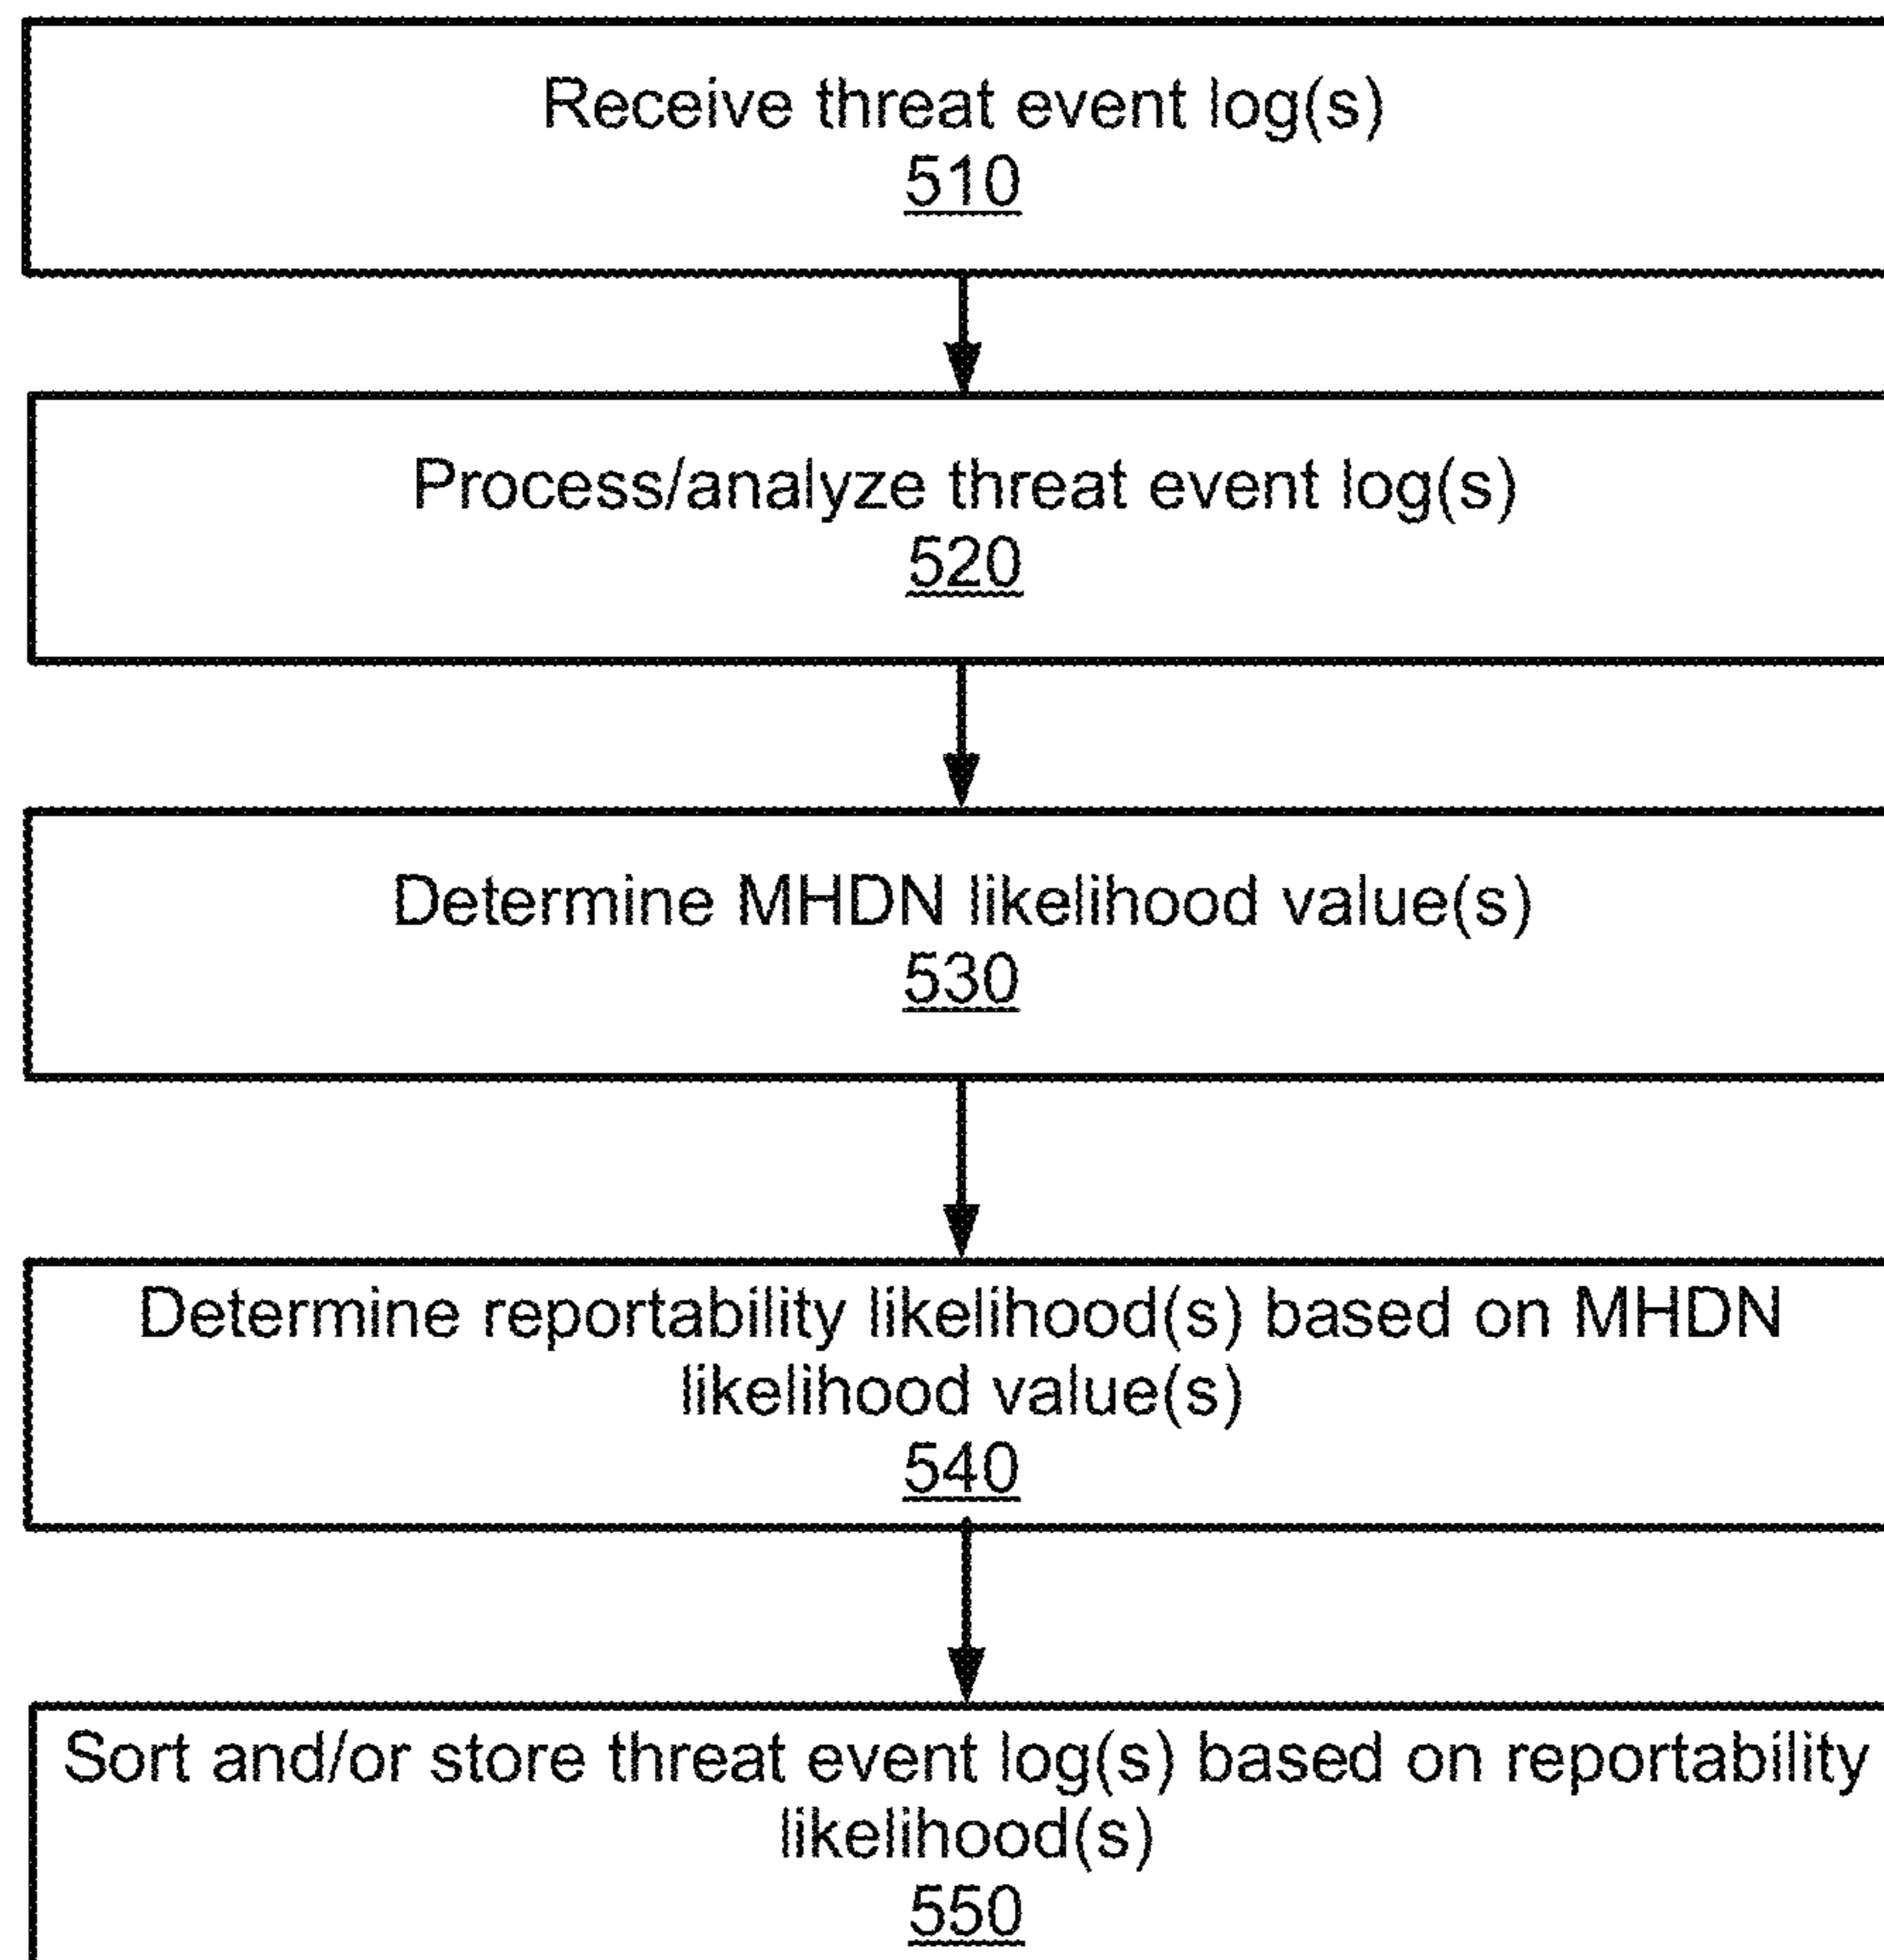 Receive threat event log(s)
510
Process/analyze threat event log(s)
520
Determine MHDN likelihood value(s)
530
Determine reportability likelihood(s) based on MHDN
likelihood value(s)
540
Sort and/or store threat event log(s) based on reportability
likelihood(s)
550